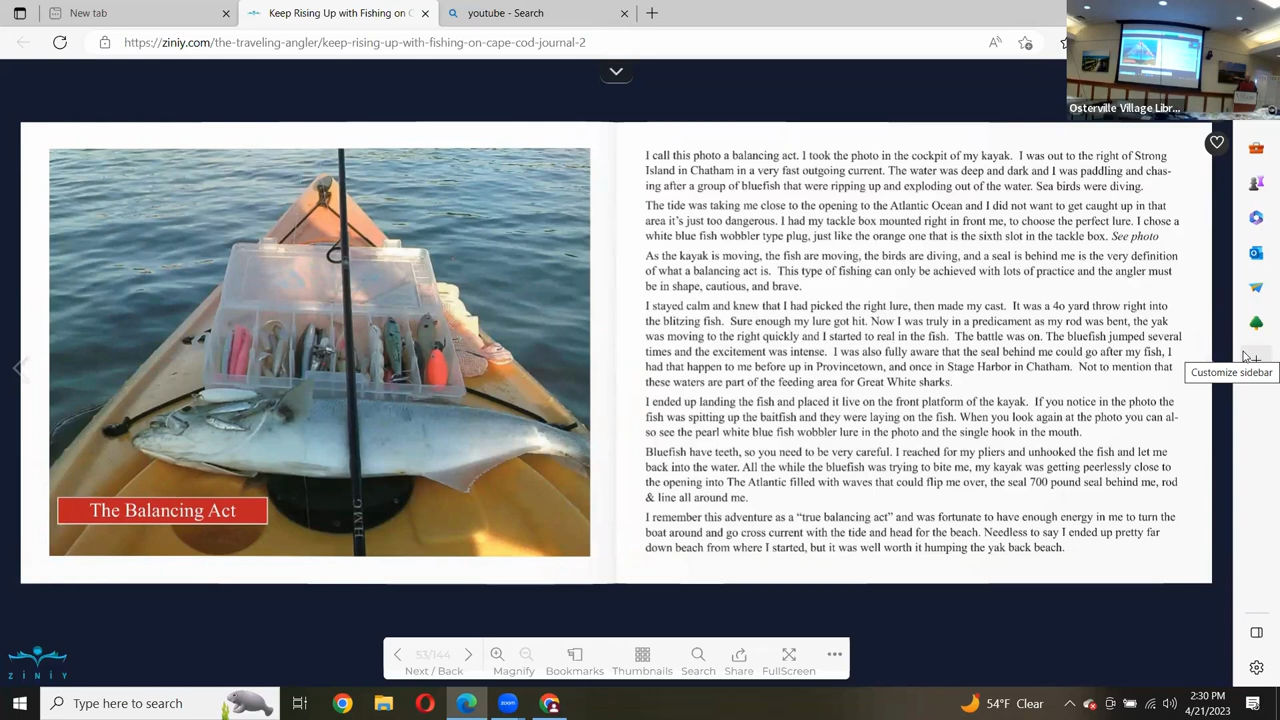 New tab
Keep Rising Up with Fishing on C
youtube - Search
https://ziniy.com/the-traveling-angler/keep-rising-up-with-fishing-on-cape-cod-journal-2
Osterville Village Libr...
I call this photo a balancing act. I took the photo in the cockpit of my kayak. I was out to the right of Strong
Island in Chatham in a very fast outgoing current. The water was deep and dark and I was paddling and chas-
ing after a group of bluefish that were ripping up and exploding out of the water. Sea birds were diving.
The tide was taking me close to the opening to the Atlantic Ocean and I did not want to get caught up in that
area it's just too dangerous. I had my tackle box mounted right in front me, to choose the perfect lure. I chose a
white blue fish wobbler type plug, just like the orange one that is the sixth slot in the tackle box. See photo
As the kayak is moving, the fish are moving, the birds are diving, and a seal is behind me is the very definition
of what a balancing act is. This type of fishing can only be achieved with lots of practice and the angler must
be in shape, cautious, and brave.
I stayed calm and knew that I had picked the right lure, then made my cast. It was a 4o yard throw right into
the blitzing fish. Sure enough my lure got hit. Now I was truly in a predicament as my rod was bent, the yak
was moving to the right quickly and I started to real in the fish. The battle was on. The bluefish jumped several
times and the excitement was intense. I was also fully aware that the seal behind me could go after my fish, I
had that happen to me before up in Provincetown, and once in Stage Harbor in Chatham. Not to mention that
these waters are part of the feeding area for Great White sharks.
I ended up landing the fish and placed it live on the front platform of the kayak. If you notice in the photo the
fish was spitting up the baitfish and they were laying on the fish. When you look again at the photo you can al-
so see the pearl white blue fish wobbler lure in the photo and the single hook in the mouth.
Bluefish have teeth, so you need to be very careful. I reached for my pliers and unhooked the fish and let me
back into the water. All the while the bluefish was trying to bite me, my kayak was getting peerlessly close to
the opening into The Atlantic filled with waves that could flip me over, the seal 700 pound seal behind me, rod
& line all around me.
I remember this adventure as a "true balancing act" and was fortunate to have enough energy in me to turn the
boat around and go cross current with the tide and head for the beach. Needless to say I ended up pretty far
down beach from where I started, but it was well worth it humping the yak back beach.
The Balancing Act
Customize sidebar
53/144
Next / Back
Magnify
Bookmarks
Thumbnails
Search
Share
FullScreen
ZINIY
Type here to search
zoom
54°F Clear
2:30 PM
4/21/2023